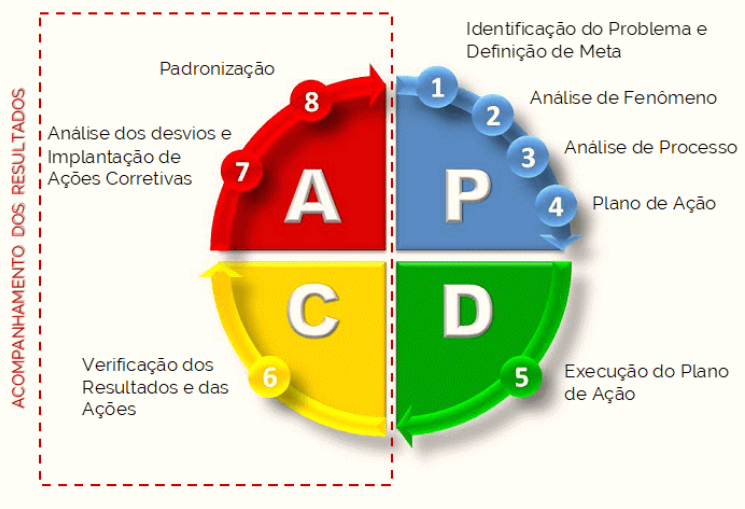 Identificação do Problema e
Definição de Meta
1
Análise de Fenômeno
2
Análise de Processo
3
Plano de Ação
4
P
D
5
Execução do Plano
de Ação
C
6
Verificação dos
Resultados e das
Ações
A
7
Análise dos desvios e
Implantação de
Ações Corretivas
8
Padronização
ACOMPANHAMENTO DOS RESULTADOS